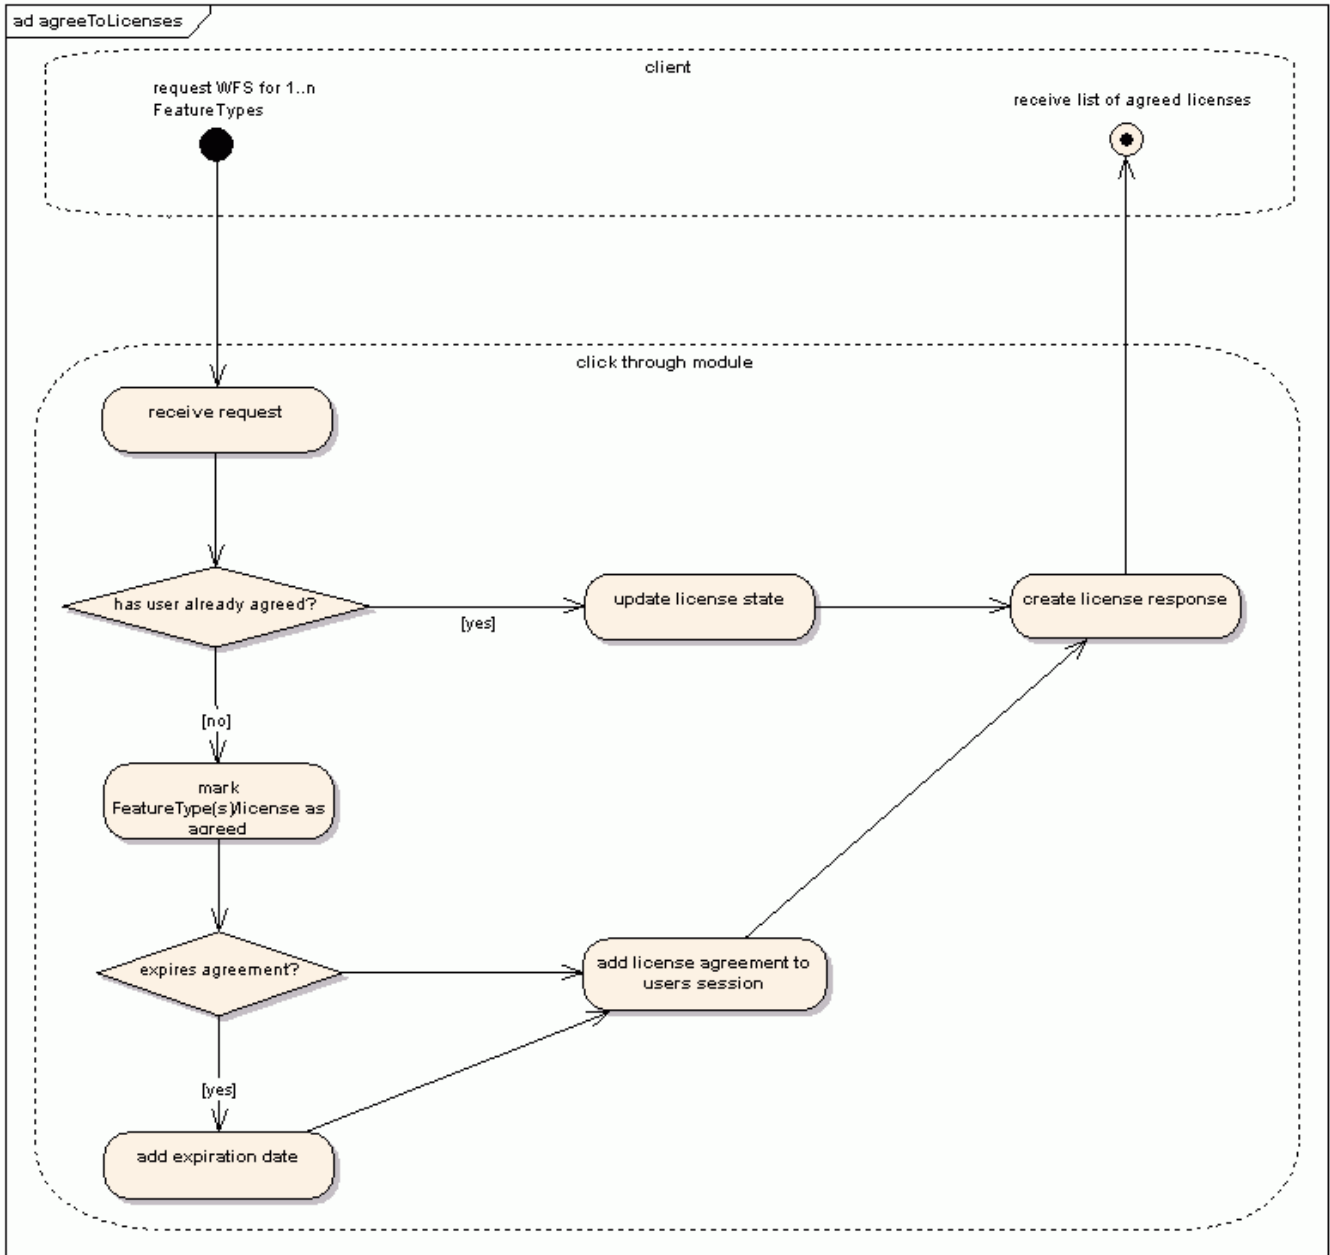 ad agreeToLicenses
client
request WFS for 1..n
FeatureTypes
receive list of agreed licenses
click through module
receive request
has user already agreed?
[yes]
update license state
create license response
[no]
mark
FeatureType(s)/license as
agreed
expires agreement?
add license agreement to
users session
[yes]
add expiration date